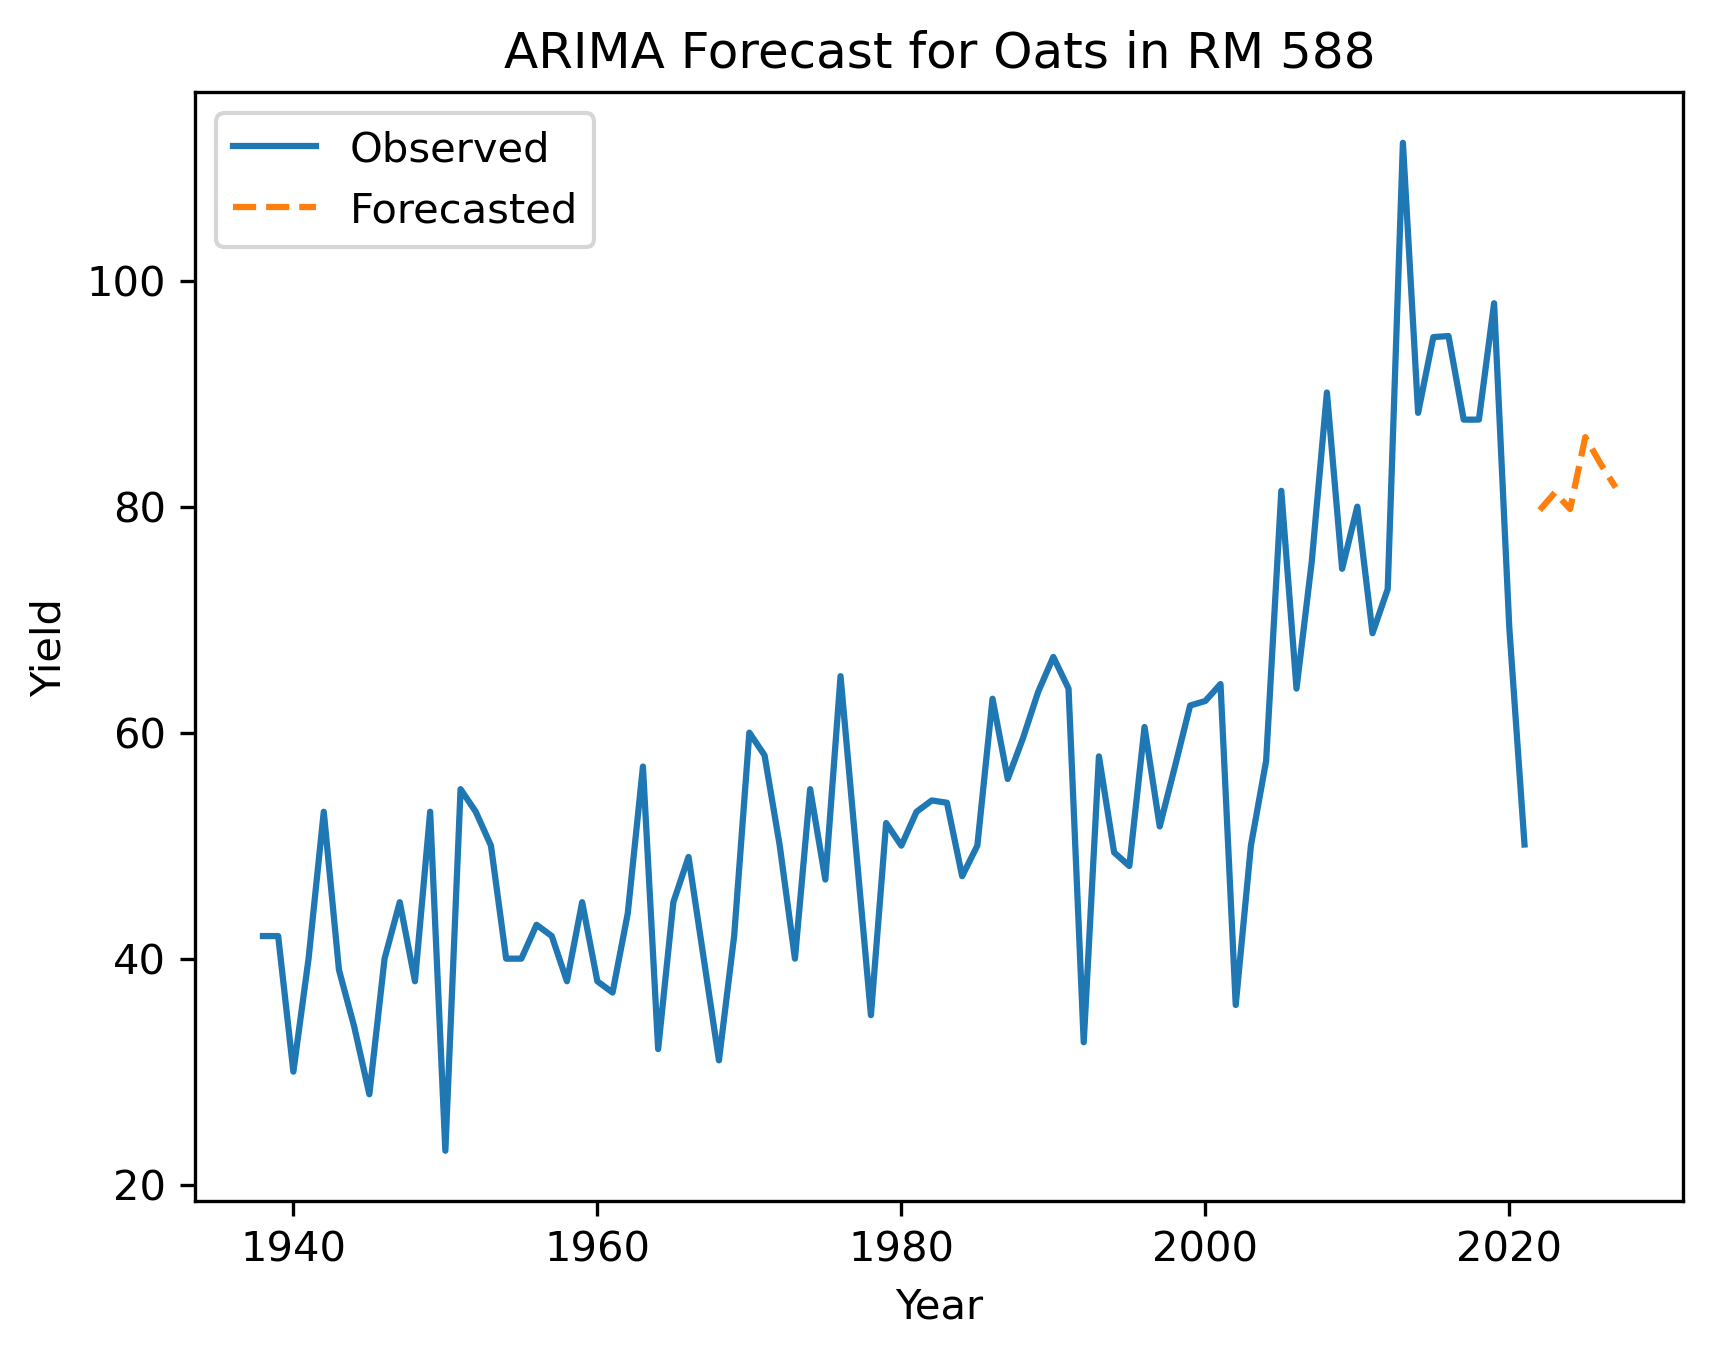 ARIMA Forecast for Oats in RM 588
Observed
Forecasted
100
80
60
40
20
Yield
1940 1960 1980 2000 2020
Year